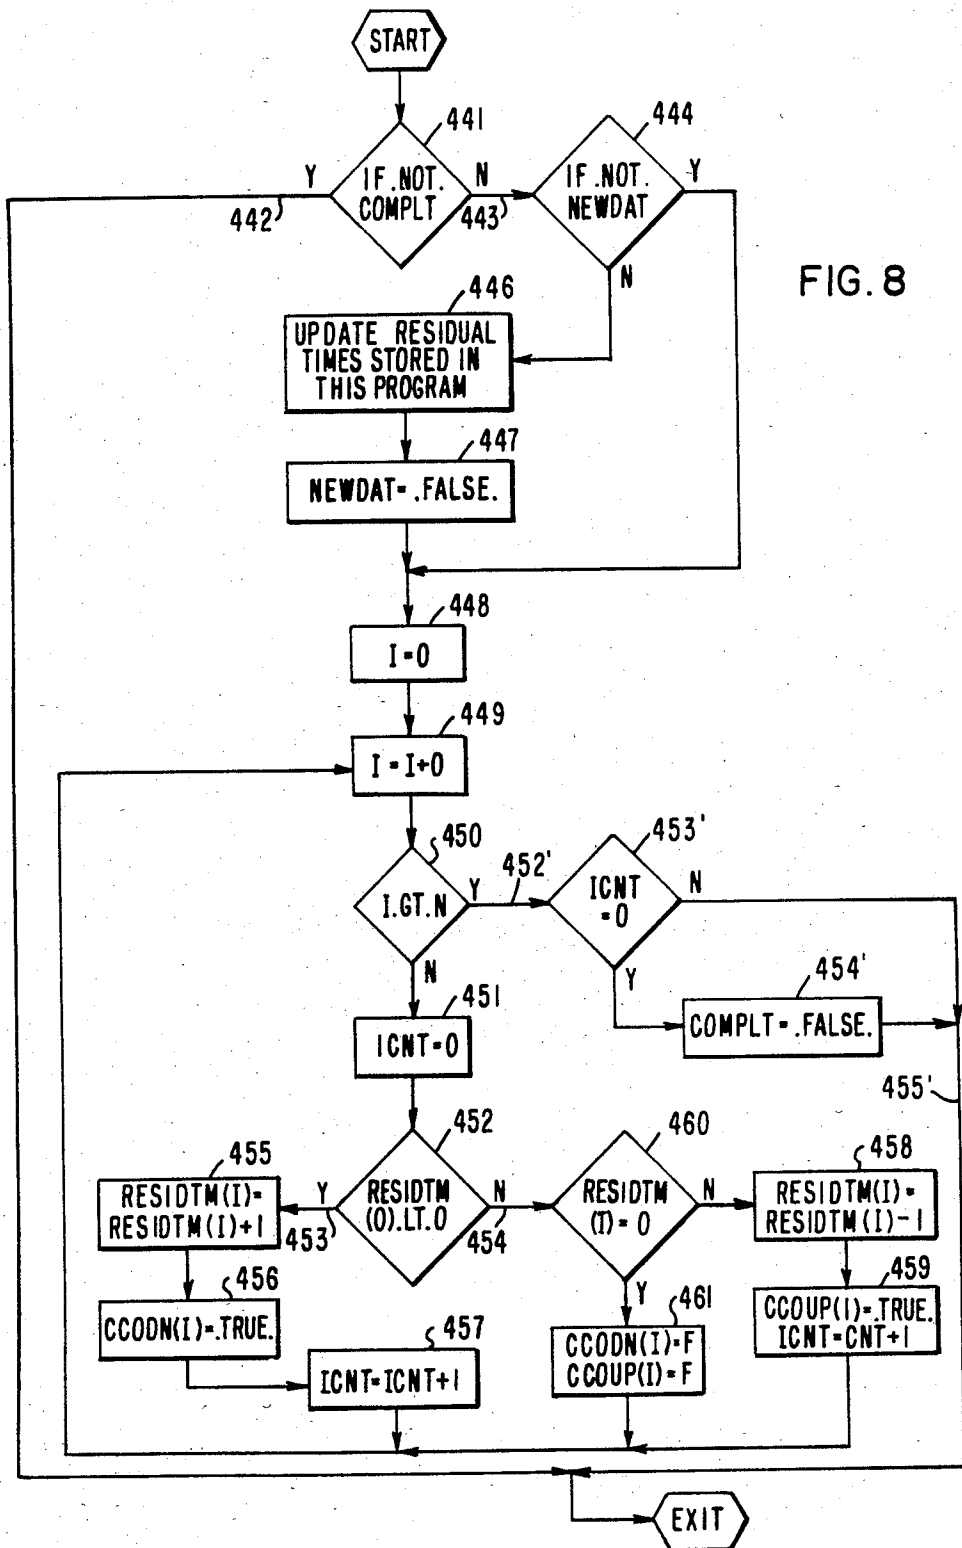 START
441
444
Y
IF .NOT.
COMPLT
N
IF .NOT.
NEWDAT
Y
442
443
N
FIG. 8
446
UPDATE RESIDUAL
TIMES STORED IN
THIS PROGRAM
447
NEWDAT= .FALSE.
448
I=0
449
I = I+0
450
I.GT.N
Y
452'
453'
ICNT
=0
N
N
Y
451
ICNT=0
454'
COMPLT= .FALSE.
455'
455
RESIDTM(I)=
RESIDTM(I)+1
Y
453
452
RESIDTM
(0).LT.0
N
454
460
RESIDTM
(I)= 0
N
458
RESIDTM(I)=
RESIDTM(I)-1
456
CCODN(I)=.TRUE.
457
ICNT=ICNT+1
Y
461
CCODN(I)=F
CCOUP(I)=F
459
CCOUP(I)=.TRUE.
ICNT=CNT+1
EXIT